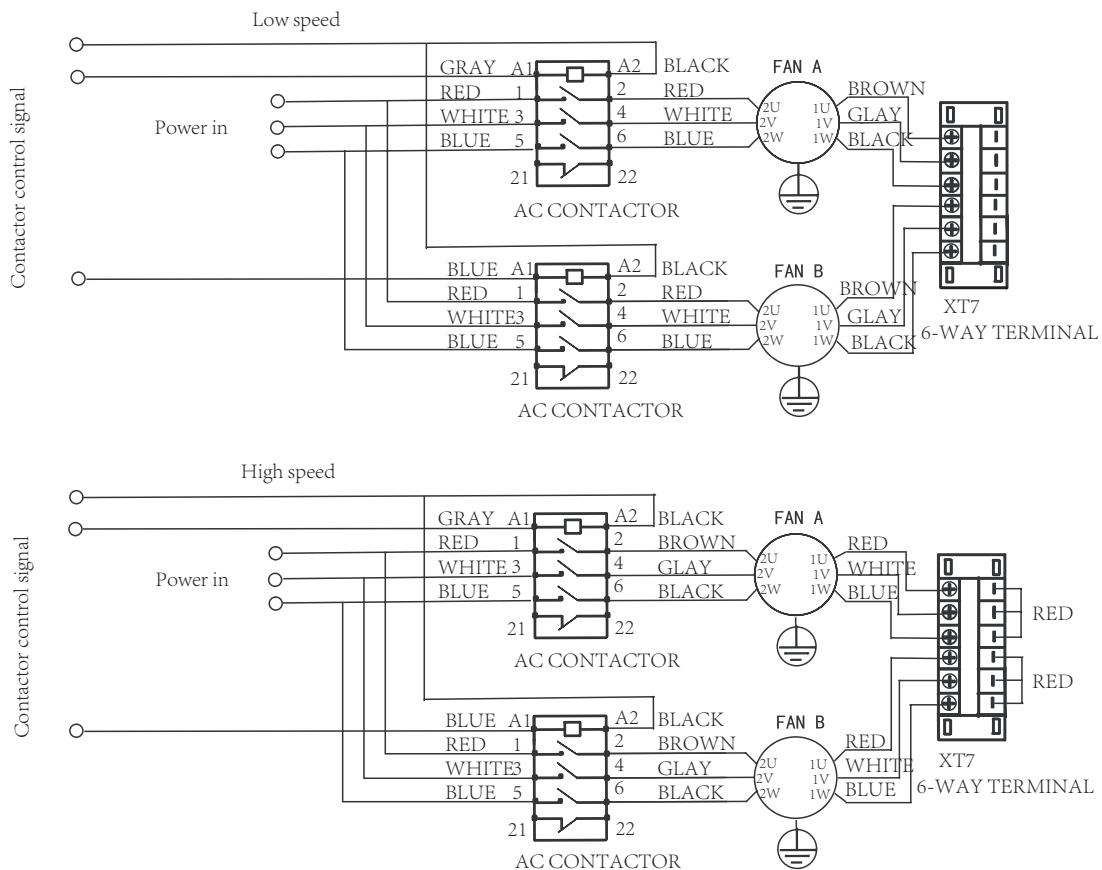 Low speed
Contactor control signal
GRAY A1 A2 BLACK
FAN A
RED 1 2 RED
BROWN
Power in
WHITE 3 4 WHITE
2U 1U
GLAY
2V 1V
BLUE 5 6 BLUE
2W 1W
BLACK
21 22
AC CONTACTOR
BLUE A1 A2 BLACK
FAN B
RED 1 2 RED
BROWN
2U 1U
XT7
WHITE3 4 WHITE
2V 1V
GLAY
6-WAY TERMINAL
BLUE 5 6 BLUE
2W 1W
BLACK
21 22
AC CONTACTOR
High speed
Contactor control signal
GRAY A1 A2 BLACK
FAN A
RED 1 2 BROWN
RED
Power in
WHITE 3 4 GLAY
2U 1U
WHITE
2V 1V
BLUE 5 6 BLACK
2W 1W
BLUE
RED
21 22
AC CONTACTOR
RED
BLUE A1 A2 BLACK
FAN B
RED 1 2 BROWN
RED
2U 1U
XT7
WHITE3 4 GLAY
2V 1V
WHITE
6-WAY TERMINAL
BLUE 5 6 BLACK
2W 1W
BLUE
21 22
AC CONTACTOR